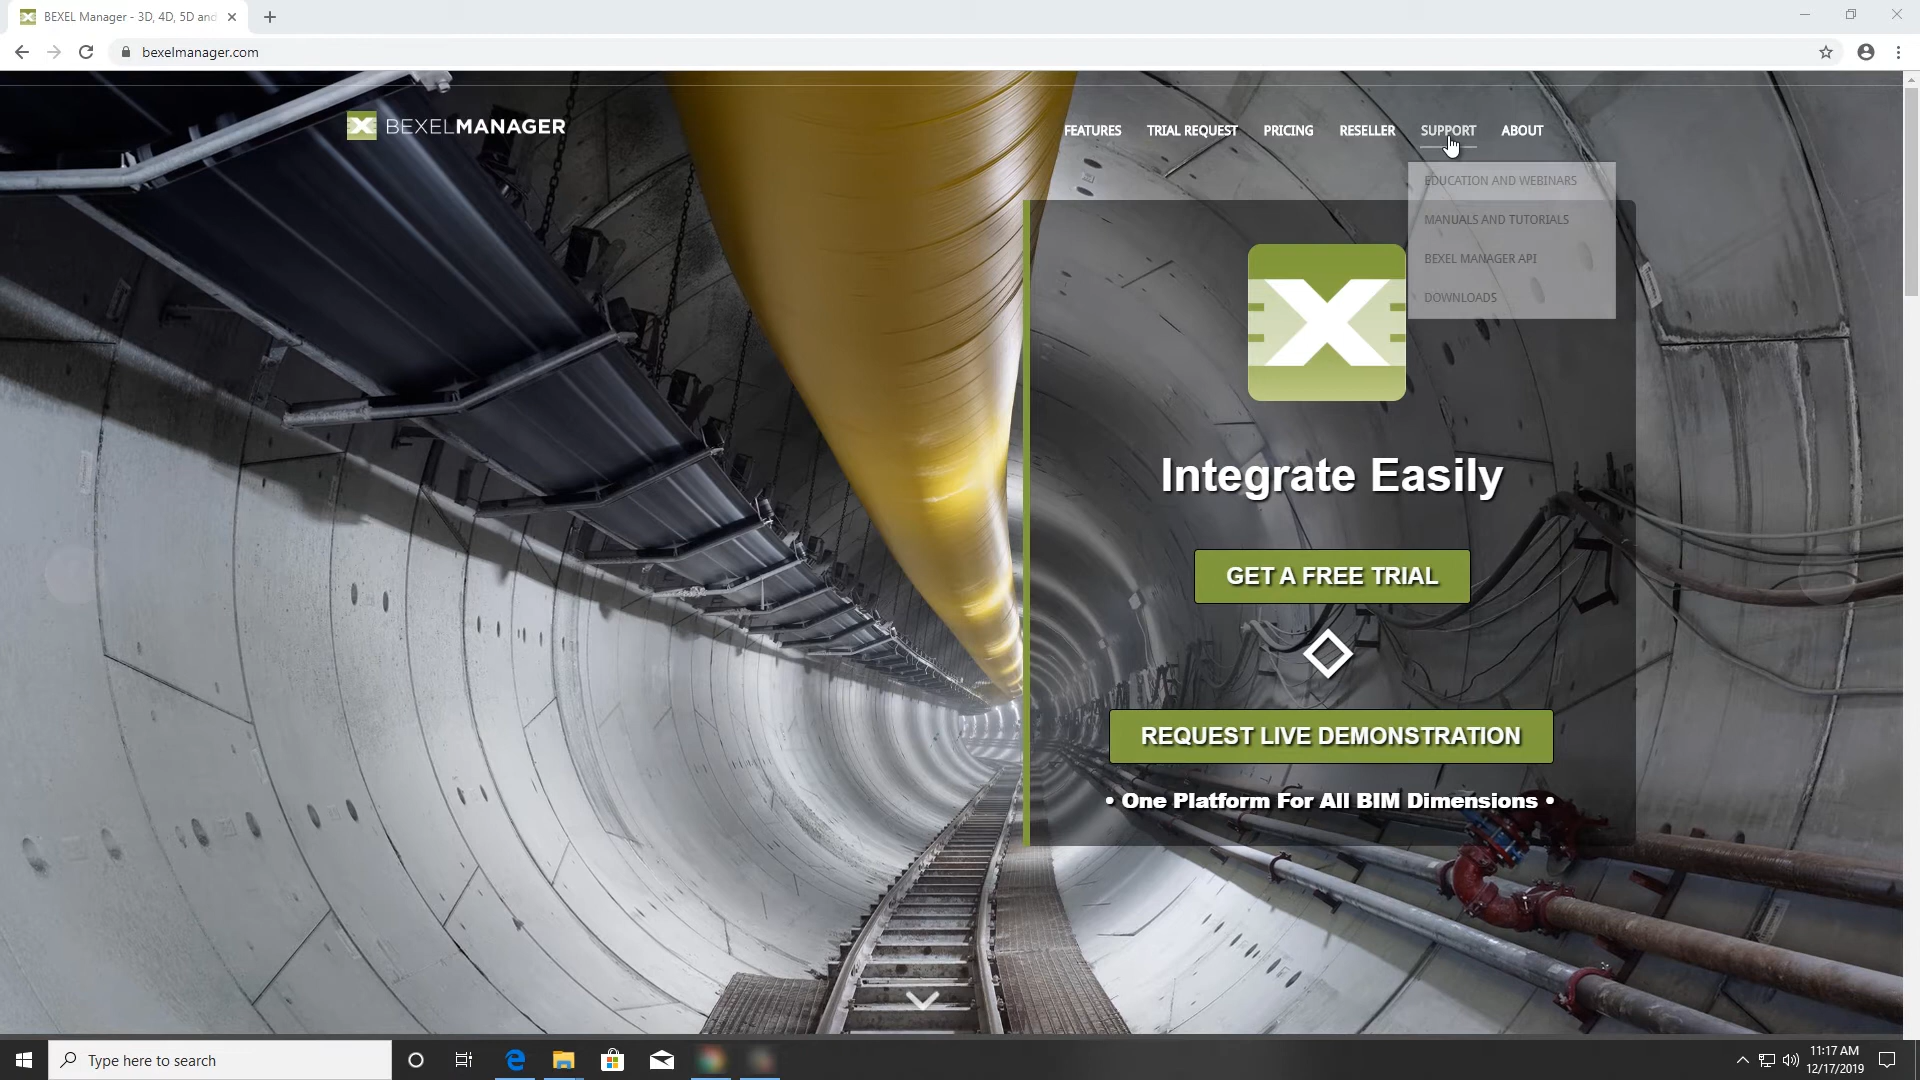 BEXEL Manager - 3D, 4D, 5D and
bexelmanager.com
BEXELMANAGER
FEATURES
TRIAL REQUEST
PRICING
RESELLER
SUPPORT
ABOUT
EDUCATION AND WEBINARS
MANUALS AND TUTORIALS
BEXEL MANAGER API
DOWNLOADS
Integrate Easily
GET A FREE TRIAL
REQUEST LIVE DEMONSTRATION
• One Platform For All BIM Dimensions •
Type here to search
11:17 AM
12/17/2019